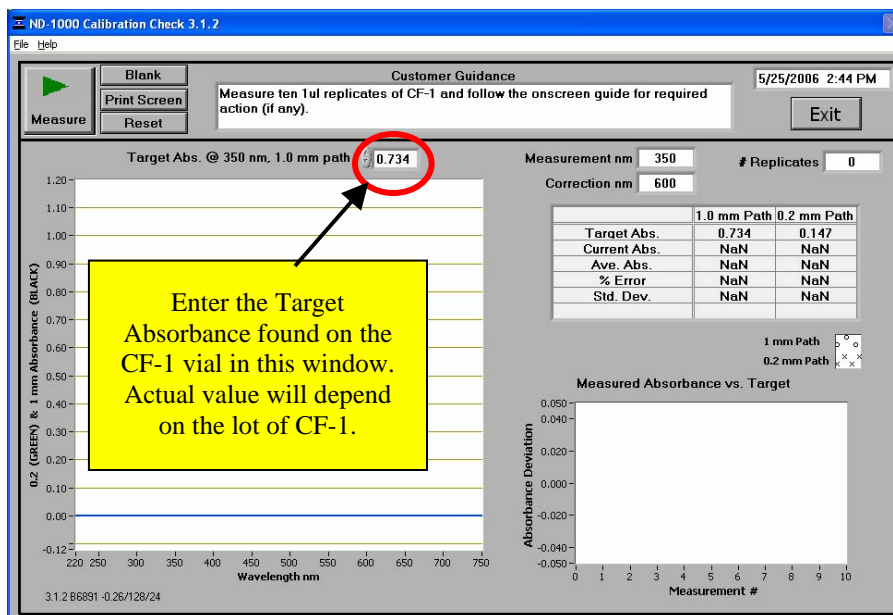 ND-1000 Calibration Check 3.1.2
File Help
Measure
Blank
Print Screen
Reset
Customer Guidance
Measure ten 1ul replicates of CF-1 and follow the onscreen guide for required
action (if any).
5/25/2006 2:44 PM
Exit
Target Abs. @ 350 nm, 1.0 mm path 0.734
Measurement nm 350
Correction nm 600
# Replicates 0
1.0 mm Path 0.2 mm Path
Target Abs. 0.734 0.147
Current Abs. NaN NaN
Ave. Abs. NaN NaN
% Error NaN NaN
Std. Dev. NaN NaN
0.2 (GREEN) & 1 mm Absorbance (BLACK)
1.20
1.10
1.00
0.90
0.80
0.70
0.60
0.50
0.40
0.30
0.20
0.10
0.00
-0.12
220 250 300 350 400 450 500 550 600 650 700 750
Wavelength nm
Enter the Target
Absorbance found on the
CF-1 vial in this window.
Actual value will depend
on the lot of CF-1.
1 mm Path
0.2 mm Path
Measured Absorbance vs. Target
Absorbance Deviation
0.050
0.040
0.020
0.000
-0.020
-0.040
-0.050
0 1 2 3 4 5 6 7 8 9 10
Measurement #
3.1.2 B6891 -0.26/128/24